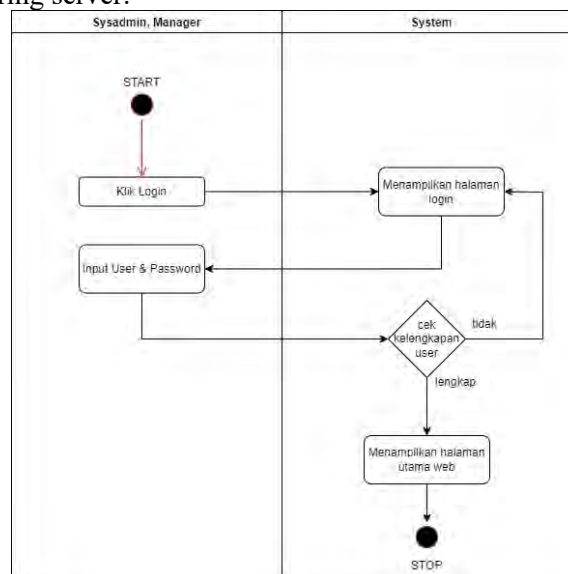 ring server.
Sysadmin, Manager
System
START
Klik Login
Menampilkan halaman
login
Input User & Password
cek
kelengkapan
user
tidak
lengkap
Menampilkan halaman
utama web
STOP